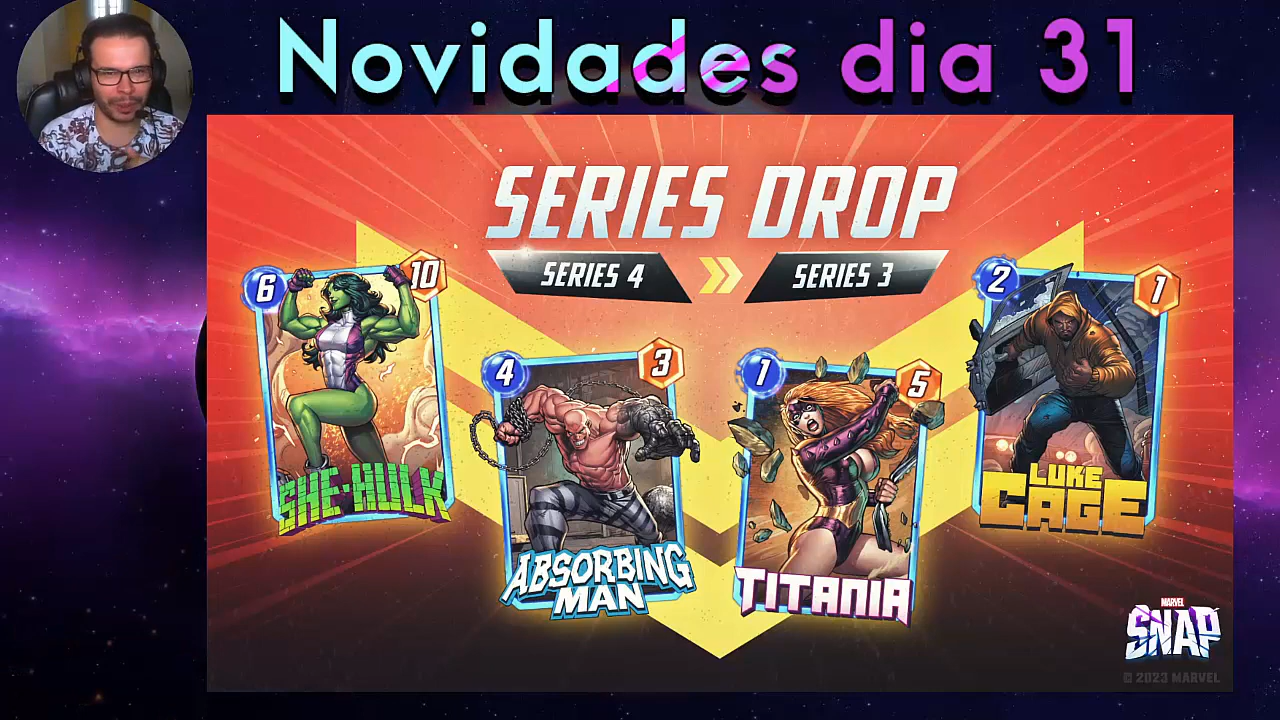 Novidades dia 31
SERIES DROP
SERIES 4
SERIES 3
6
10
SHE-HULK
4
3
ABSORBING
MAN
1
5
TITANIA
2
1
LUKE
CAGE
MARVEL
SNAP
© 2023 MARVEL